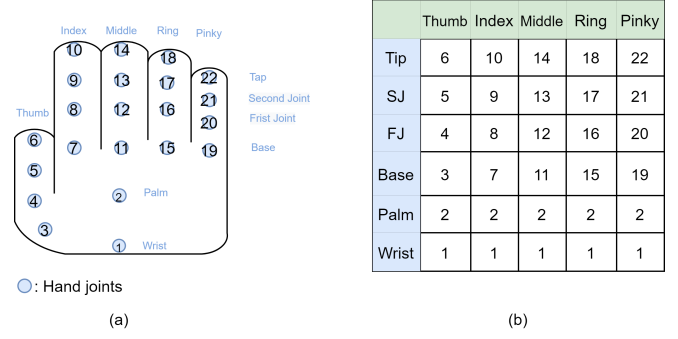 Index Middle Ring Pinky
10 14 18 22 Tap
9 13 17 21 Second Joint
8 12 16 20 Frist Joint
Thumb
6 7 11 15 19 Base
5
4 2 Palm
3
1 Wrist
: Hand joints
(a)
Thumb Index Middle Ring Pinky
Tip 6 10 14 18 22
SJ 5 9 13 17 21
FJ 4 8 12 16 20
Base 3 7 11 15 19
Palm 2 2 2 2 2
Wrist 1 1 1 1 1
(b)